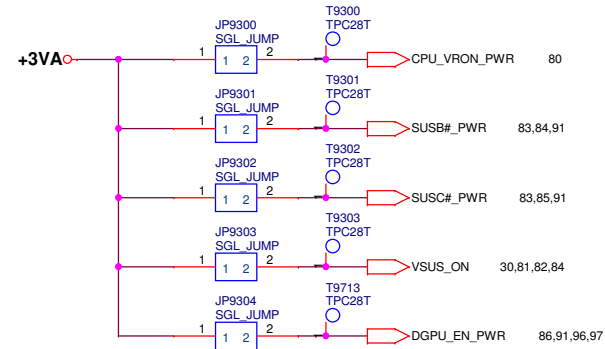 T9300
JP9300
SGL_JUMP
TPC28T
+3VA
1
1 2
2
CPU_VRON_PWR 80
T9301
JP9301
SGL_JUMP
TPC28T
1
1 2
2
SUSB#_PWR 83,84,91
T9302
JP9302
SGL_JUMP
TPC28T
1
1 2
2
SUSC#_PWR 83,85,91
T9303
JP9303
SGL_JUMP
TPC28T
1
1 2
2
VSUS_ON 30,81,82,84
T9713
JP9304
SGL_JUMP
TPC28T
1
1 2
2
DGPU_EN_PWR 86,91,96,97